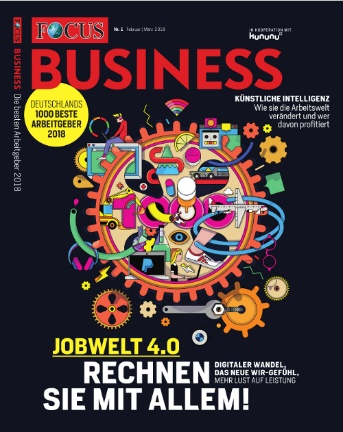 FOCUS
Nr. 1 Februar | März 2018
IN KOOPERATION MIT
kununu
BUSINESS
FOCUS BUSINESS Die besten Arbeitgeber 2018
DEUTSCHLANDS
1000 BESTE
ARBEITGEBER
2018
KÜNSTLICHE INTELLIGENZ
Wie sie die Arbeitswelt
verändert und wer
davon profitiert
1000
JOBWELT 4.0
RECHNEN
SIE MIT ALLEM!
DIGITALER WANDEL,
DAS NEUE WIR-GEFÜHL,
MEHR LUST AUF LEISTUNG